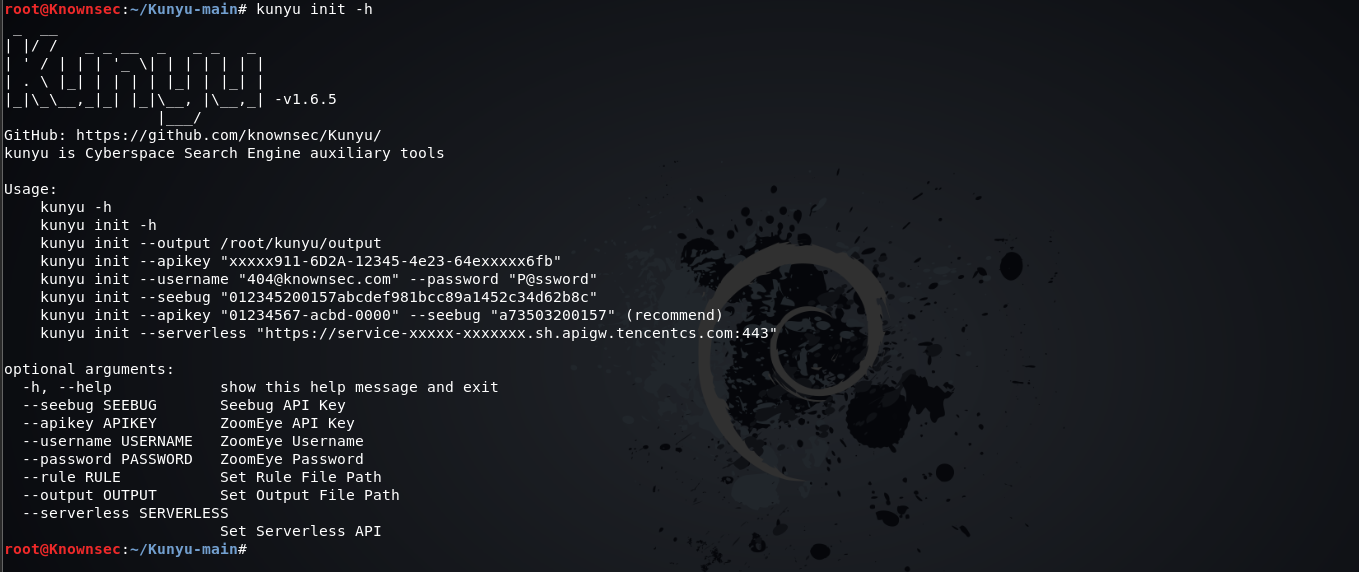 root@Knownsec:~/Kunyu-main# kunyu init -h
 _  __
| |/ /   _ _ __  _   _ _   _
| ' / | | | '_ \| | | | | | |
| . \ |_| | | | | |_| | |_| |
|_|\_\__,_|_| |_|\__, |\__,_| -v1.6.5
                 |___/
GitHub: https://github.com/knownsec/Kunyu/
kunyu is Cyberspace Search Engine auxiliary tools

Usage:
    kunyu -h
    kunyu init -h
    kunyu init --output /root/kunyu/output
    kunyu init --apikey "xxxxx911-6D2A-12345-4e23-64exxxxx6fb"
    kunyu init --username "404@knownsec.com" --password "P@ssword"
    kunyu init --seebug "012345200157abcdef981bcc89a1452c34d62b8c"
    kunyu init --apikey "01234567-acbd-0000" --seebug "a73503200157" (recommend)
    kunyu init --serverless "https://service-xxxxx-xxxxxxx.sh.apigw.tencentcs.com:443"

optional arguments:
  -h, --help            show this help message and exit
  --seebug SEEBUG       Seebug API Key
  --apikey APIKEY       ZoomEye API Key
  --username USERNAME   ZoomEye Username
  --password PASSWORD   ZoomEye Password
  --rule RULE           Set Rule File Path
  --output OUTPUT       Set Output File Path
  --serverless SERVERLESS
                        Set Serverless API
root@Knownsec:~/Kunyu-main#